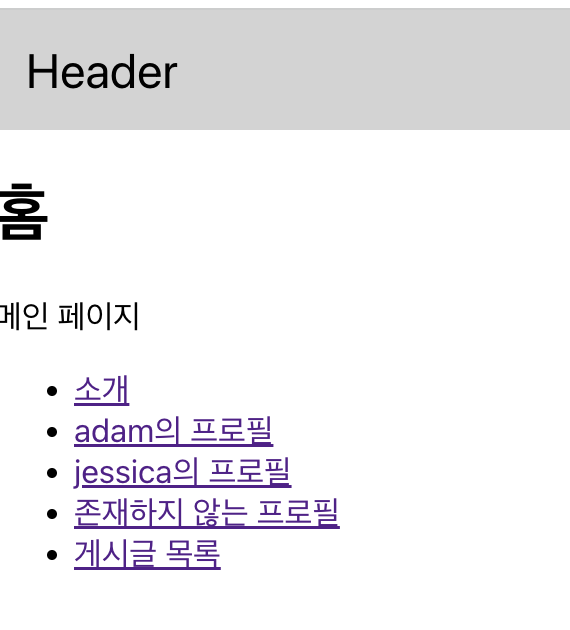 Header
홈
메인 페이지
소개
adam의 프로필
jessica의 프로필
존재하지 않는 프로필
게시글 목록